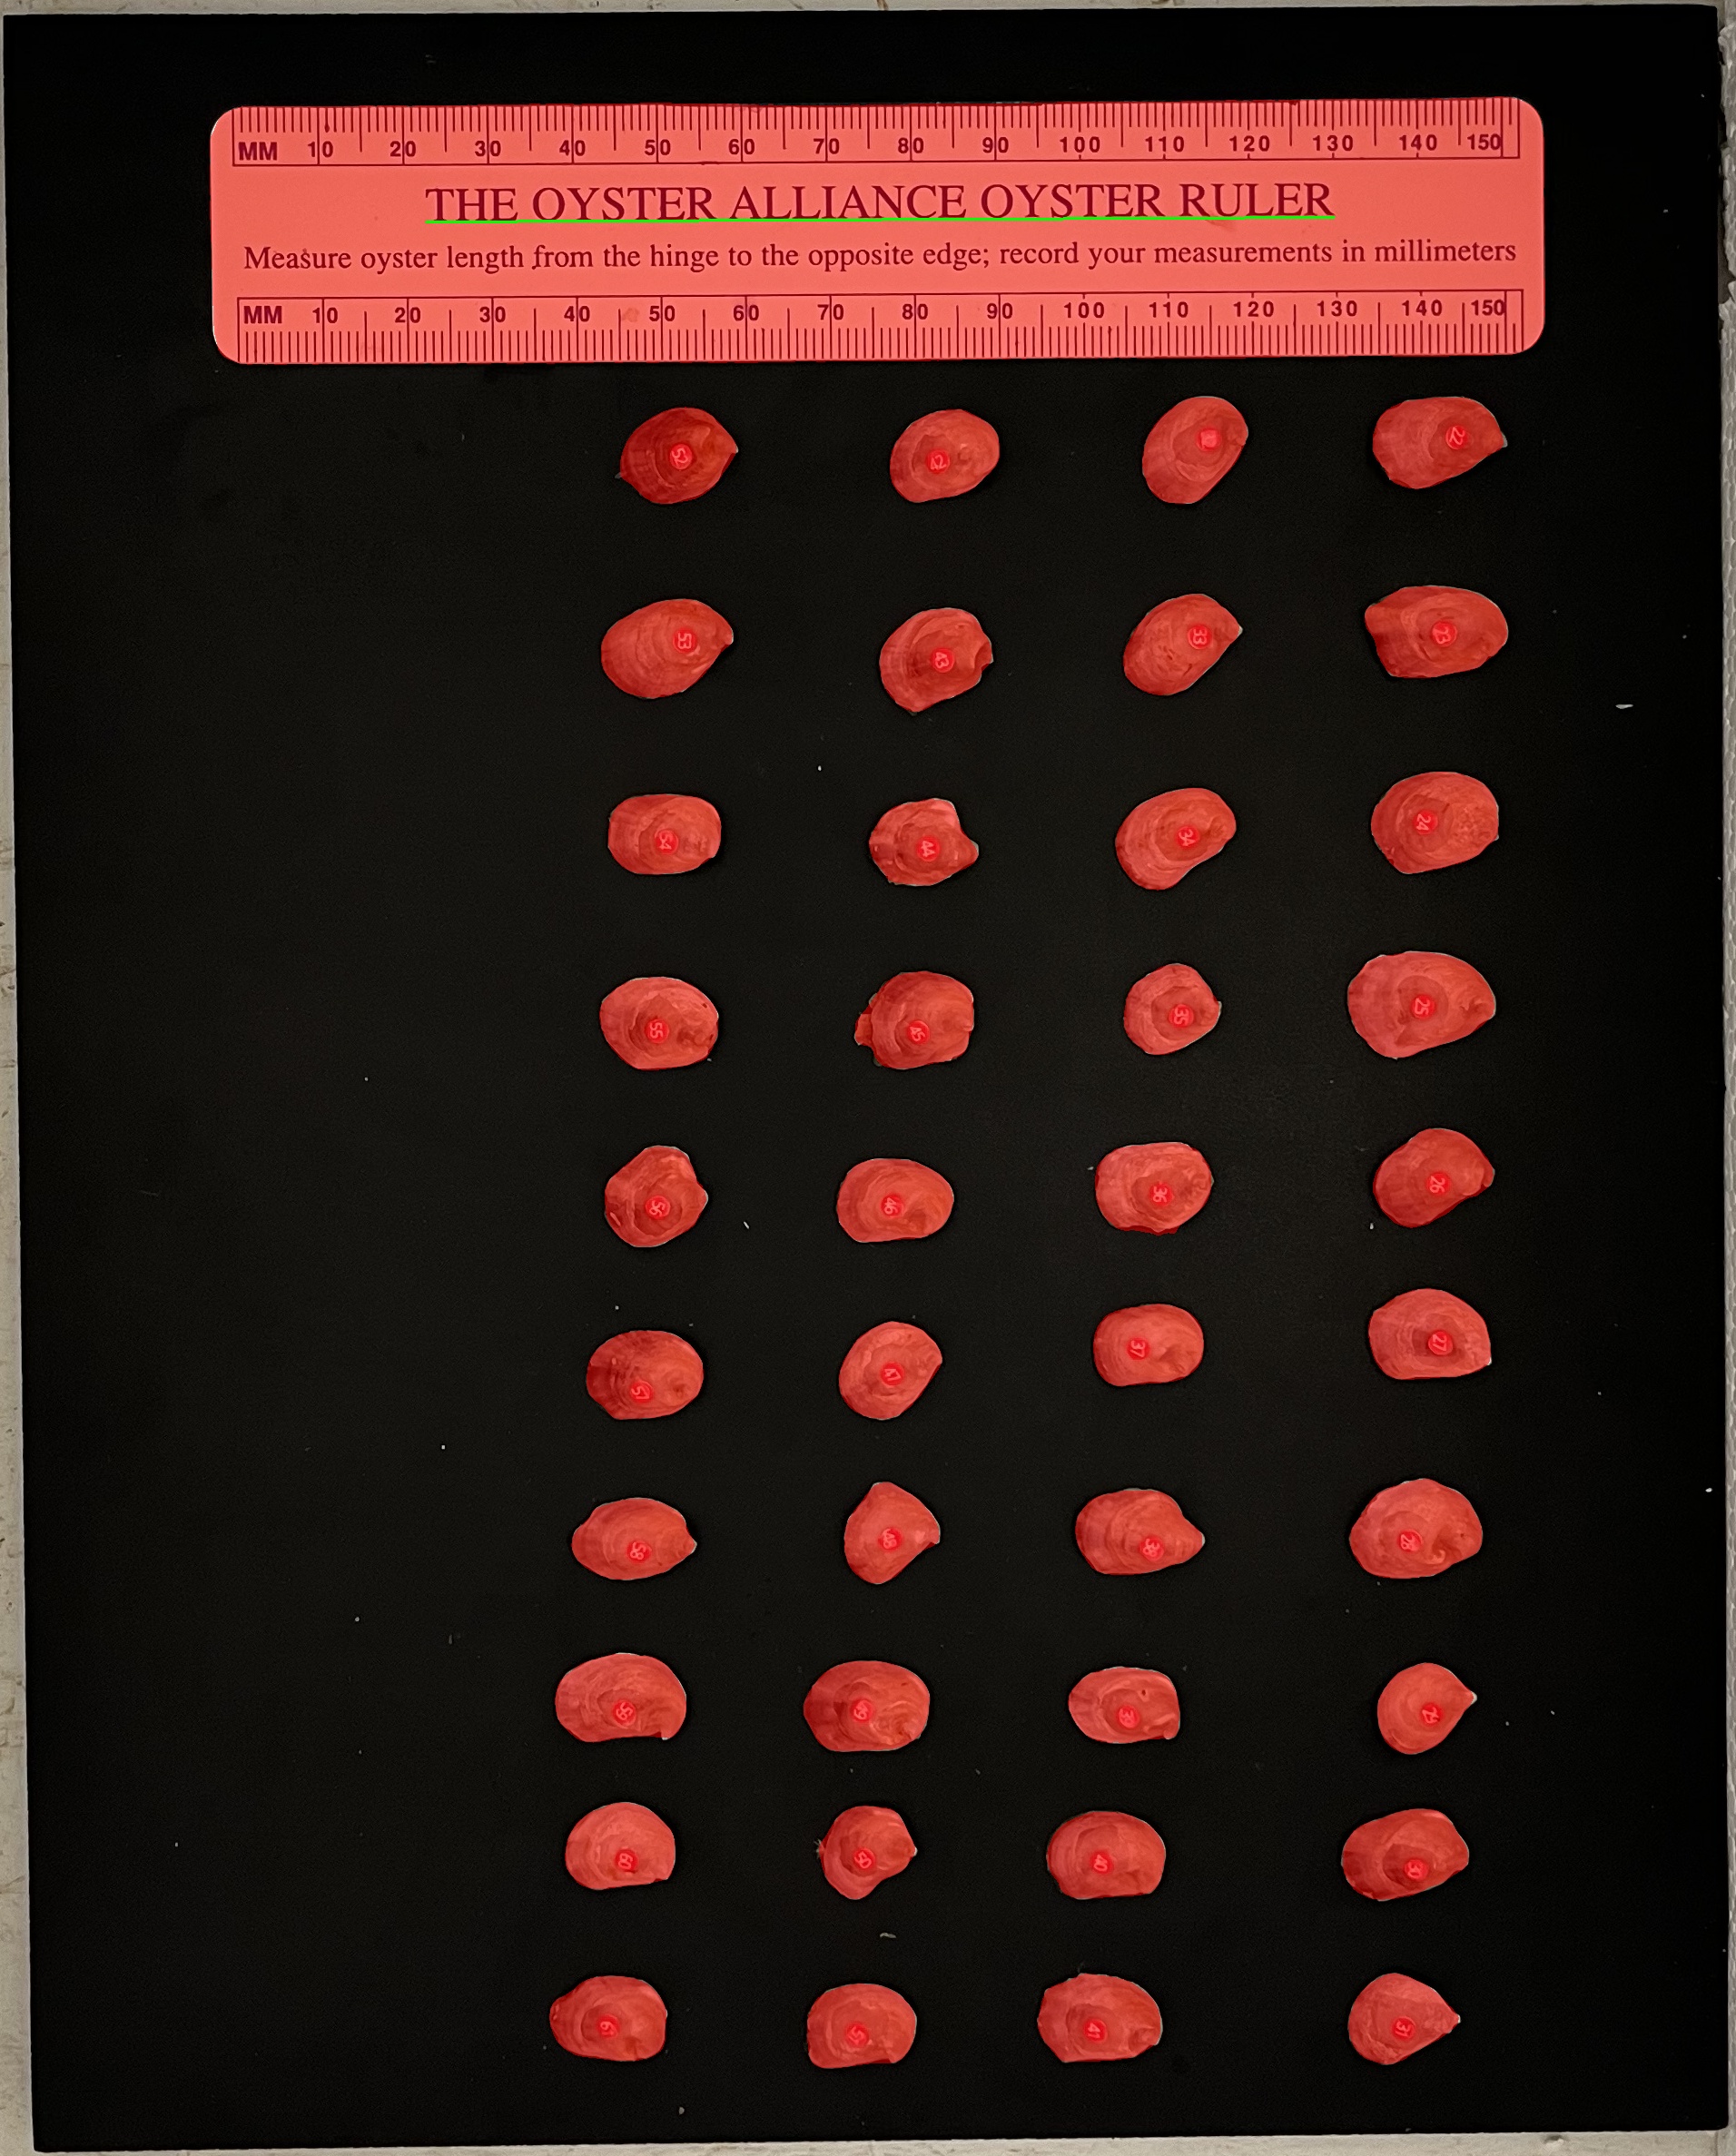 MM 10 20 30 40 50 60 70 80 90 100 110 120 130 140 150
THE OYSTER ALLIANCE OYSTER RULER
Measure oyster length from the hinge to the opposite edge; record your measurements in millimeters
MM 10 20 30 40 50 60 70 80 90 100 110 120 130 140 150
52 22
53 43 33 23
54 44 34 24
55 45 35 25
56 46 36 26
57 47 37 27
58 48 38 28
59 49 39
60 50 40 30
61 51 41 31